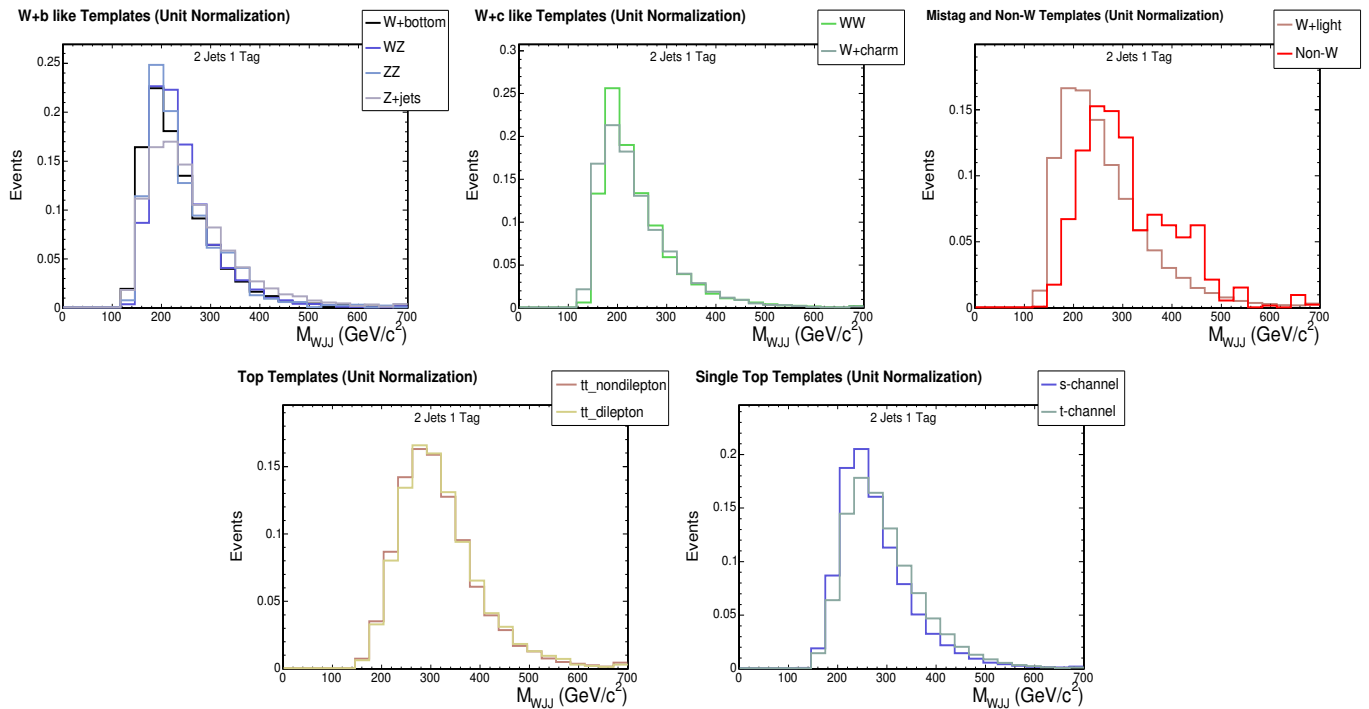 W+b like Templates (Unit Normalization)
W+bottom
WZ
ZZ
Z+jets
2 Jets 1 Tag
Events
0.25
0.2
0.15
0.1
0.05
0
0 100 200 300 400 500 600 700
M_WJJ (GeV/c²)
W+c like Templates (Unit Normalization)
WW
W+charm
2 Jets 1 Tag
Events
0.3
0.25
0.2
0.15
0.1
0.05
0
0 100 200 300 400 500 600 700
M_WJJ (GeV/c²)
Mistag and Non-W Templates (Unit Normalization)
W+light
Non-W
2 Jets 1 Tag
Events
0.15
0.1
0.05
0
0 100 200 300 400 500 600 700
M_WJJ (GeV/c²)
Top Templates (Unit Normalization)
tt_nondilepton
tt_dilepton
2 Jets 1 Tag
Events
0.15
0.1
0.05
0
0 100 200 300 400 500 600 700
M_WJJ (GeV/c²)
Single Top Templates (Unit Normalization)
s-channel
t-channel
2 Jets 1 Tag
Events
0.2
0.15
0.1
0.05
0
0 100 200 300 400 500 600 700
M_WJJ (GeV/c²)